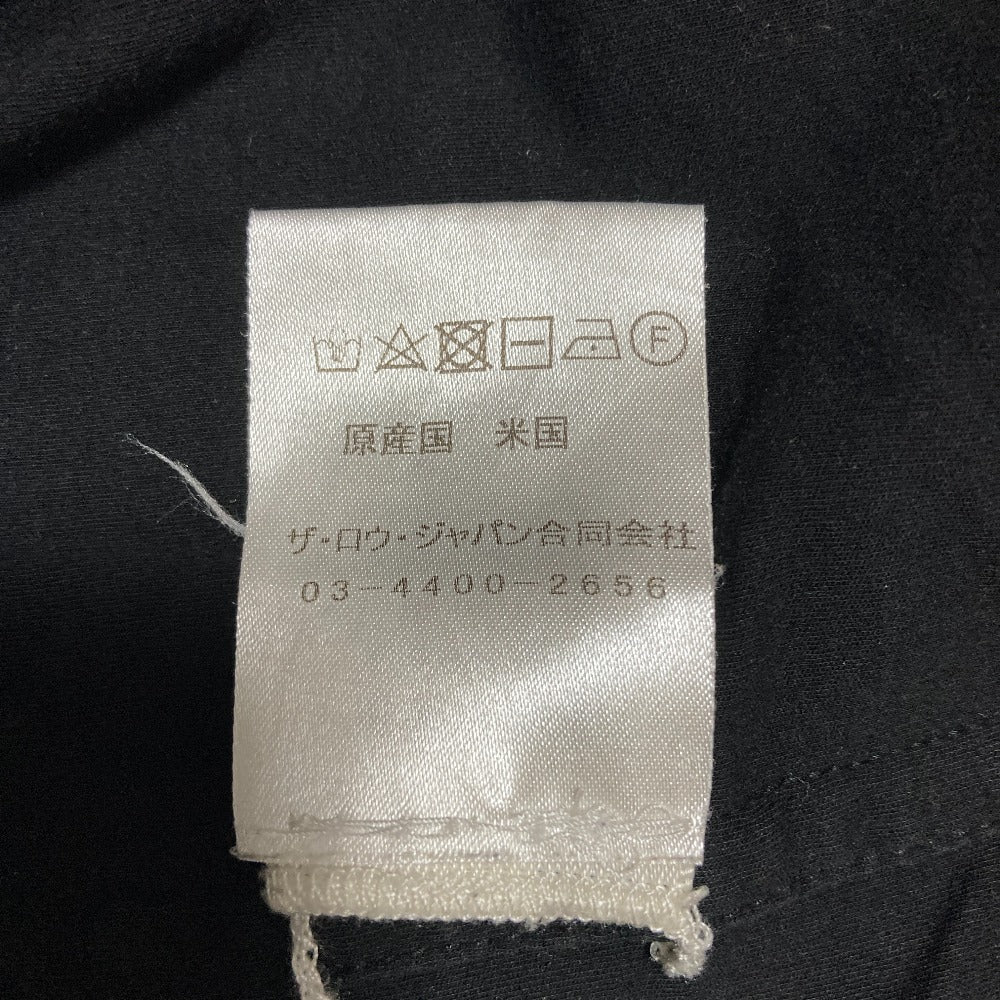 F
原産国 米国
ザ・ロウ・ジャパン合同会社
03-4400-2656